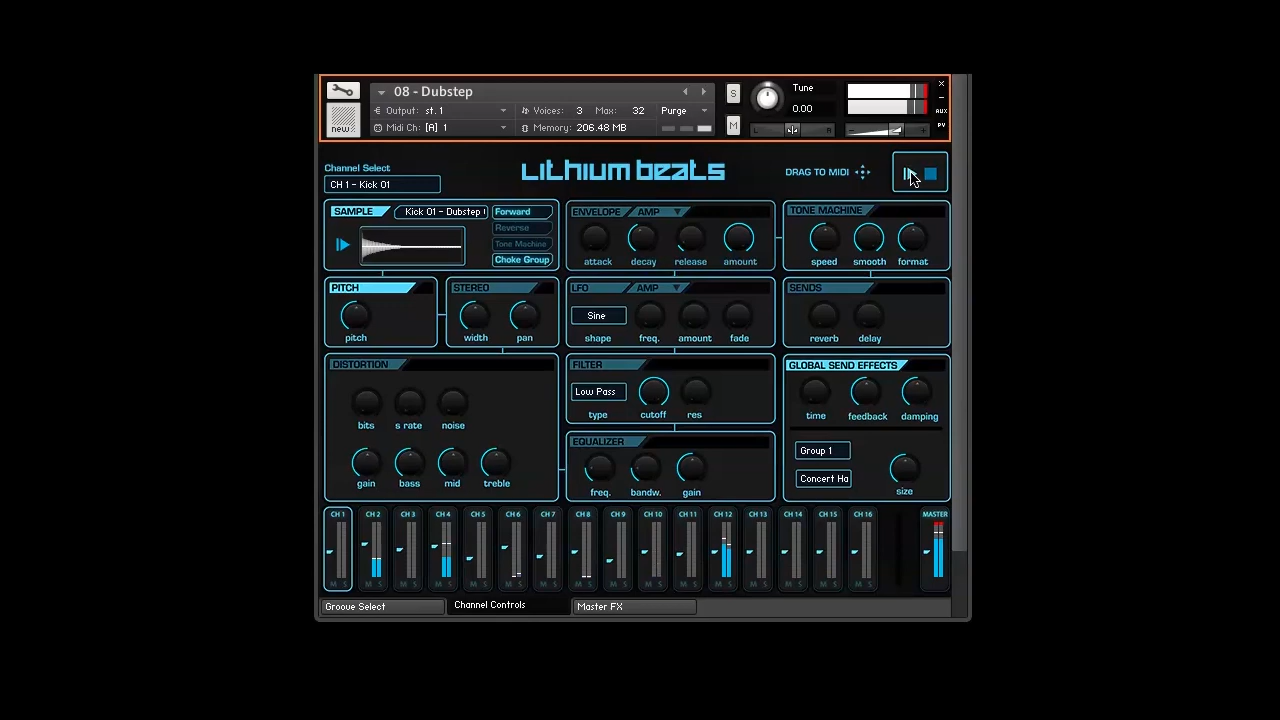 08 - Dubstep
S
Tune
0.00
Output: st. 1
Voices: 3 Max: 32
Purge
AUX
new
Midi Ch: [A] 1
Memory: 206.48 MB
M
L
R
PV
Channel Select
CH 1 - Kick 01
Lithium beats
DRAG TO MIDI
SAMPLE
Kick 01 - Dubstep
Forward
Reverse
Tone Machine
Choke Group
ENVELOPE
AMP
attack decay release amount
TONE MACHINE
speed smooth format
PITCH
pitch
STEREO
width pan
LFO
AMP
Sine
shape freq. amount fade
SENDS
reverb delay
DISTORTION
bits s rate noise
gain bass mid treble
FILTER
Low Pass
type cutoff res
EQUALIZER
freq. bandw. gain
GLOBAL SEND EFFECTS
time feedback damping
Group 1
Concert Ha
size
CH 1 CH 2 CH 3 CH 4 CH 5 CH 6 CH 7 CH 8 CH 9 CH 10 CH 11 CH 12 CH 13 CH 14 CH 15 CH 16 MASTER
M S M S M S M S M S M S M S M S M S M S M S M S M S M S M S M S
Groove Select
Channel Controls
Master FX